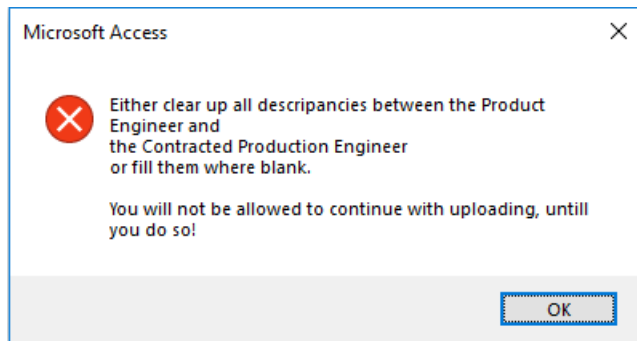 Microsoft Access
Either clear up all descripancies between the Product
Engineer and
the Contracted Production Engineer
or fill them where blank.
You will not be allowed to continue with uploading, untill
you do so!
OK